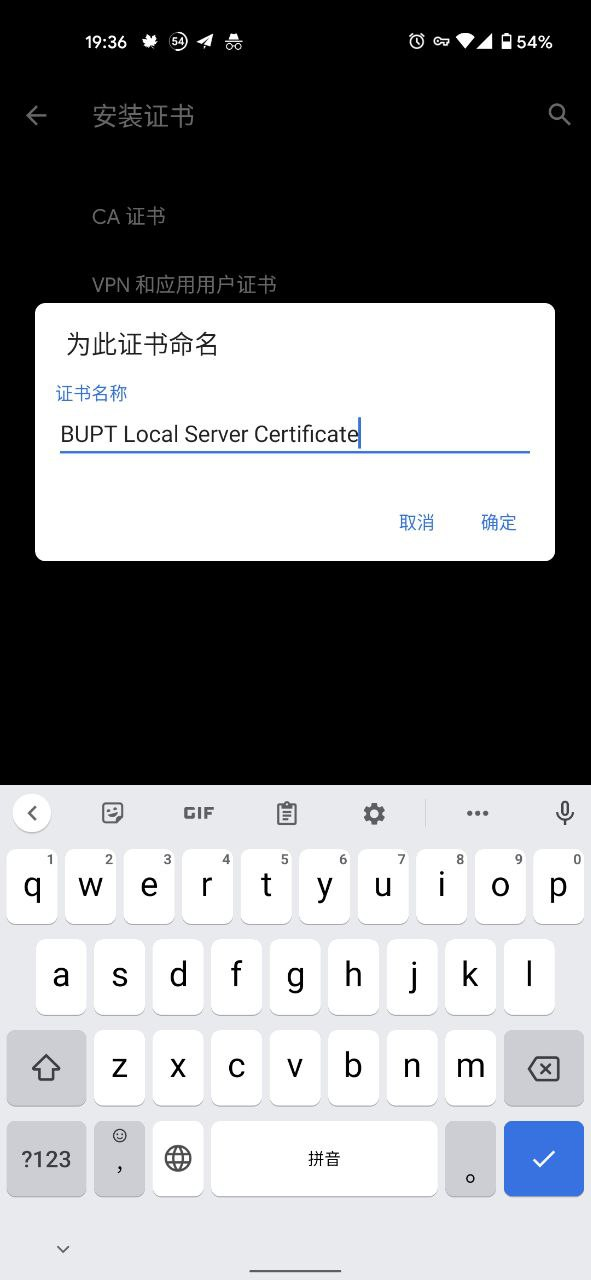 19:36 54 54%
安装证书
CA 证书
VPN 和应用用户证书
为此证书命名
证书名称
BUPT Local Server Certificate
取消 确定
GIF
1 2 3 4 5 6 7 8 9 0
q w e r t y u i o p
a s d f g h j k l
z x c v b n m
?123 , 拼音 。